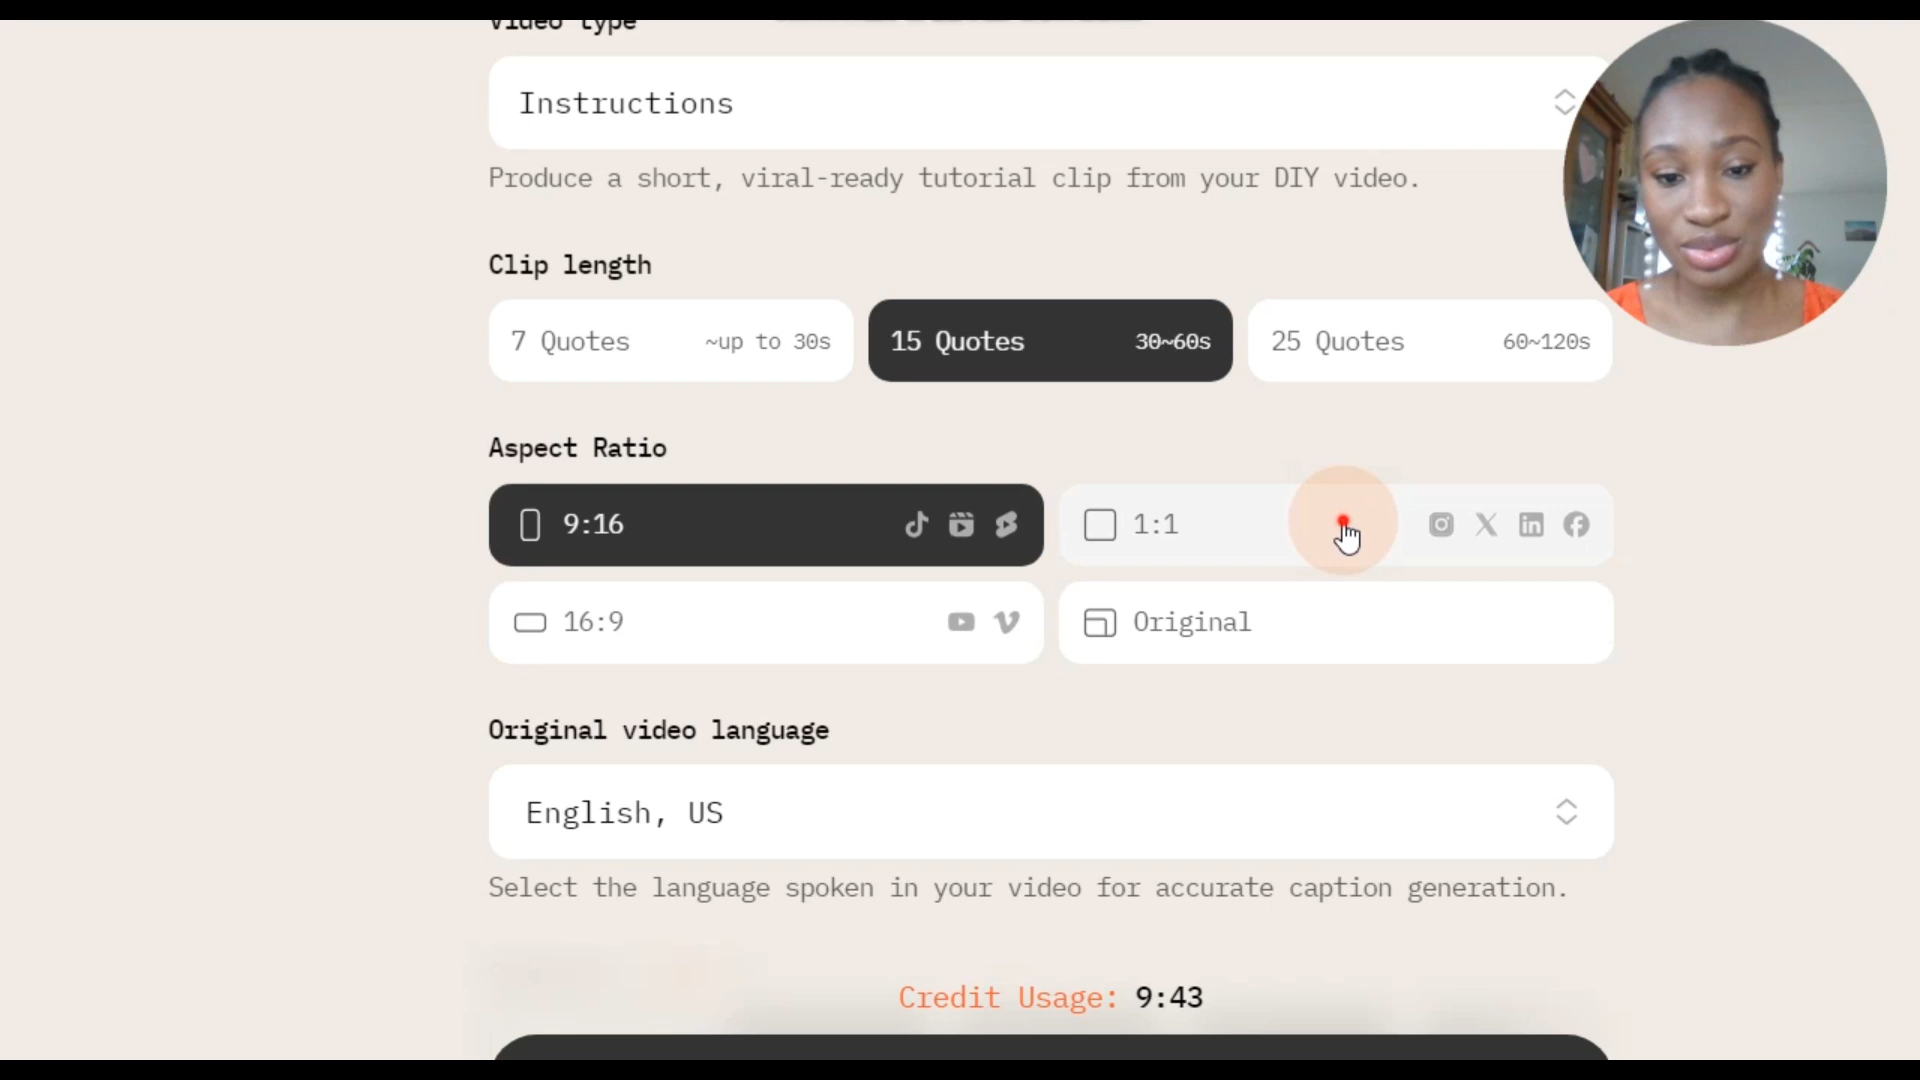 Video type
Instructions
Produce a short, viral-ready tutorial clip from your DIY video.
Clip length
7 Quotes ~up to 30s
15 Quotes 30~60s
25 Quotes 60~120s
Aspect Ratio
9:16
1:1
16:9
Original
Original video language
English, US
Select the language spoken in your video for accurate caption generation.
Credit Usage: 9:43